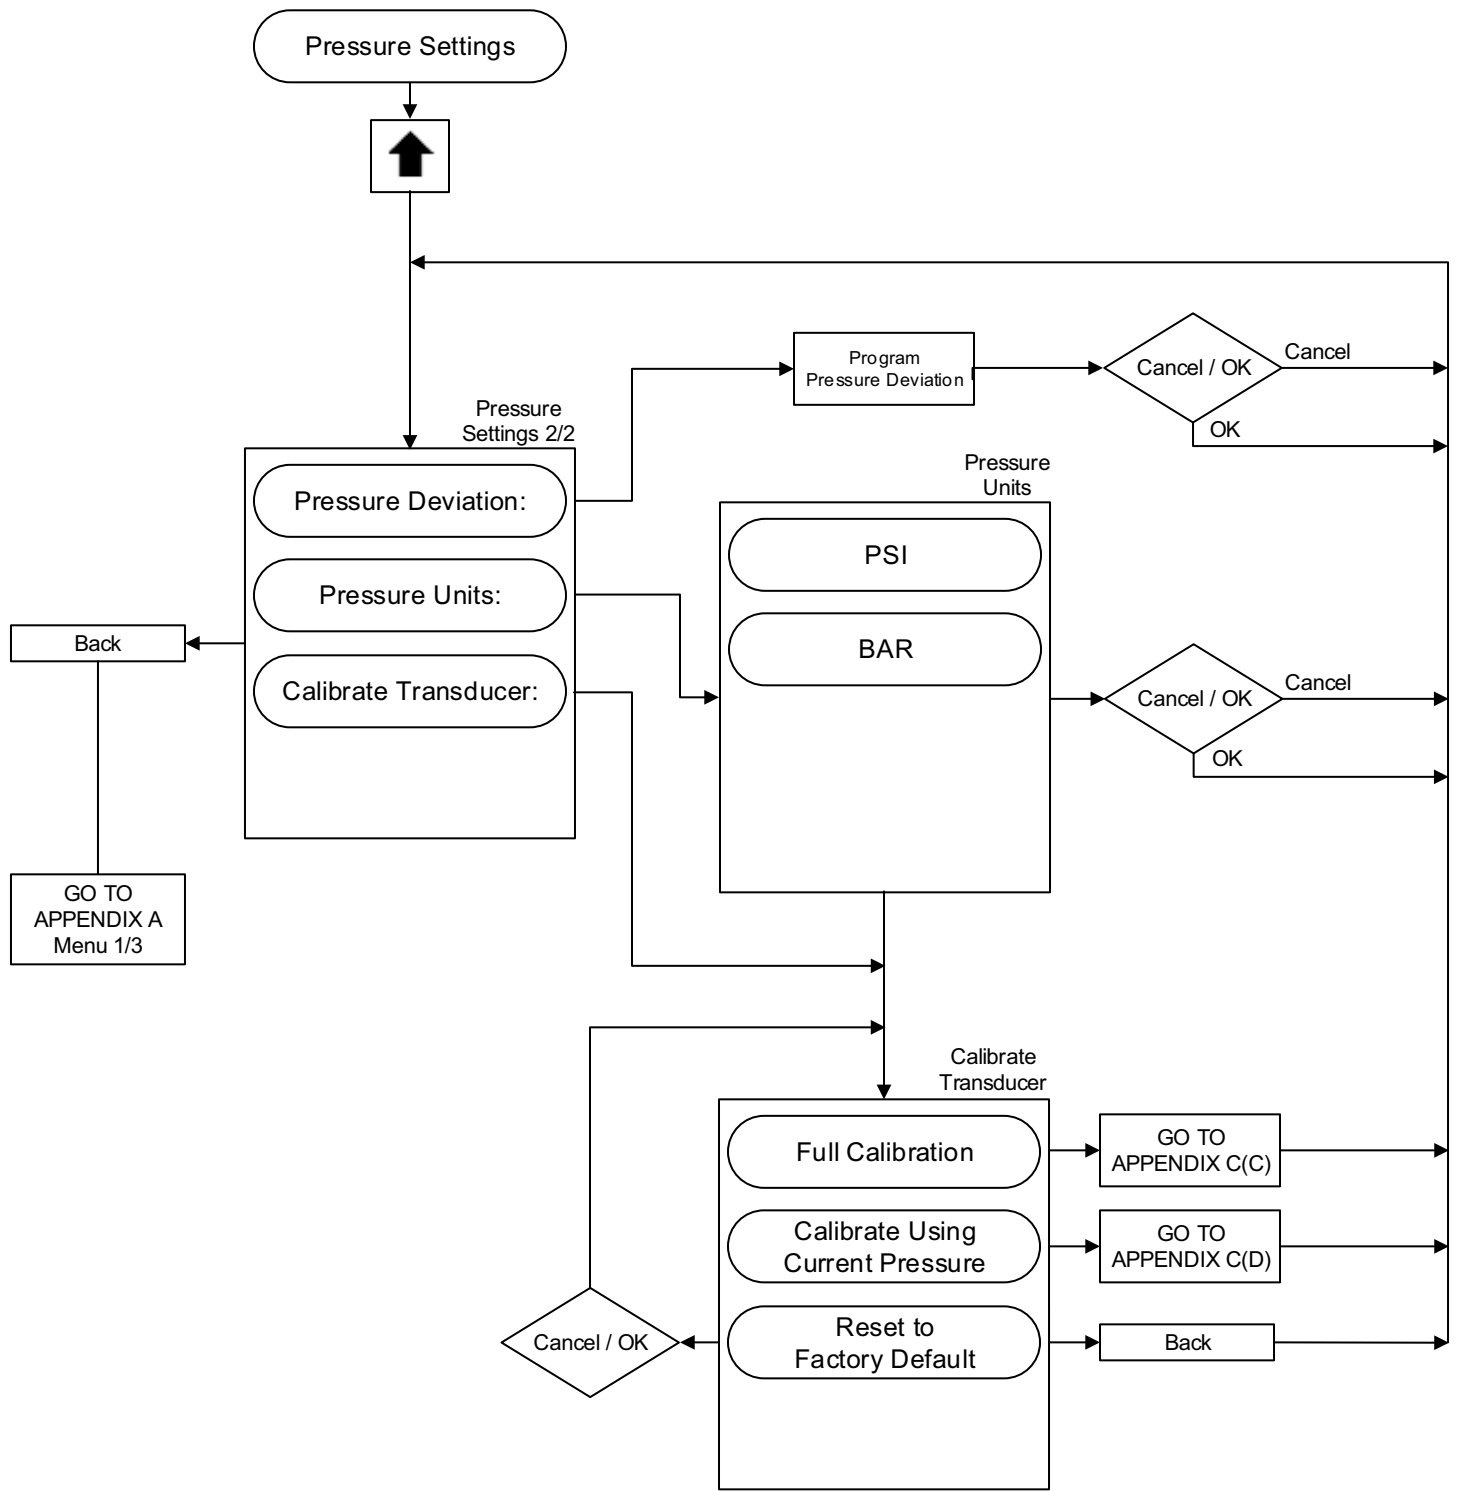 Pressure Settings
Program
Pressure Deviation
Cancel / OK
Cancel
OK
Pressure
Settings 2/2
Pressure Deviation:
Pressure Units:
Calibrate Transducer:
Back
GO TO
APPENDIX A
Menu 1/3
Pressure
Units
PSI
BAR
Cancel / OK
Cancel
OK
Calibrate
Transducer
Full Calibration
GO TO
APPENDIX C(C)
Calibrate Using
Current Pressure
GO TO
APPENDIX C(D)
Reset to
Factory Default
Back
Cancel / OK